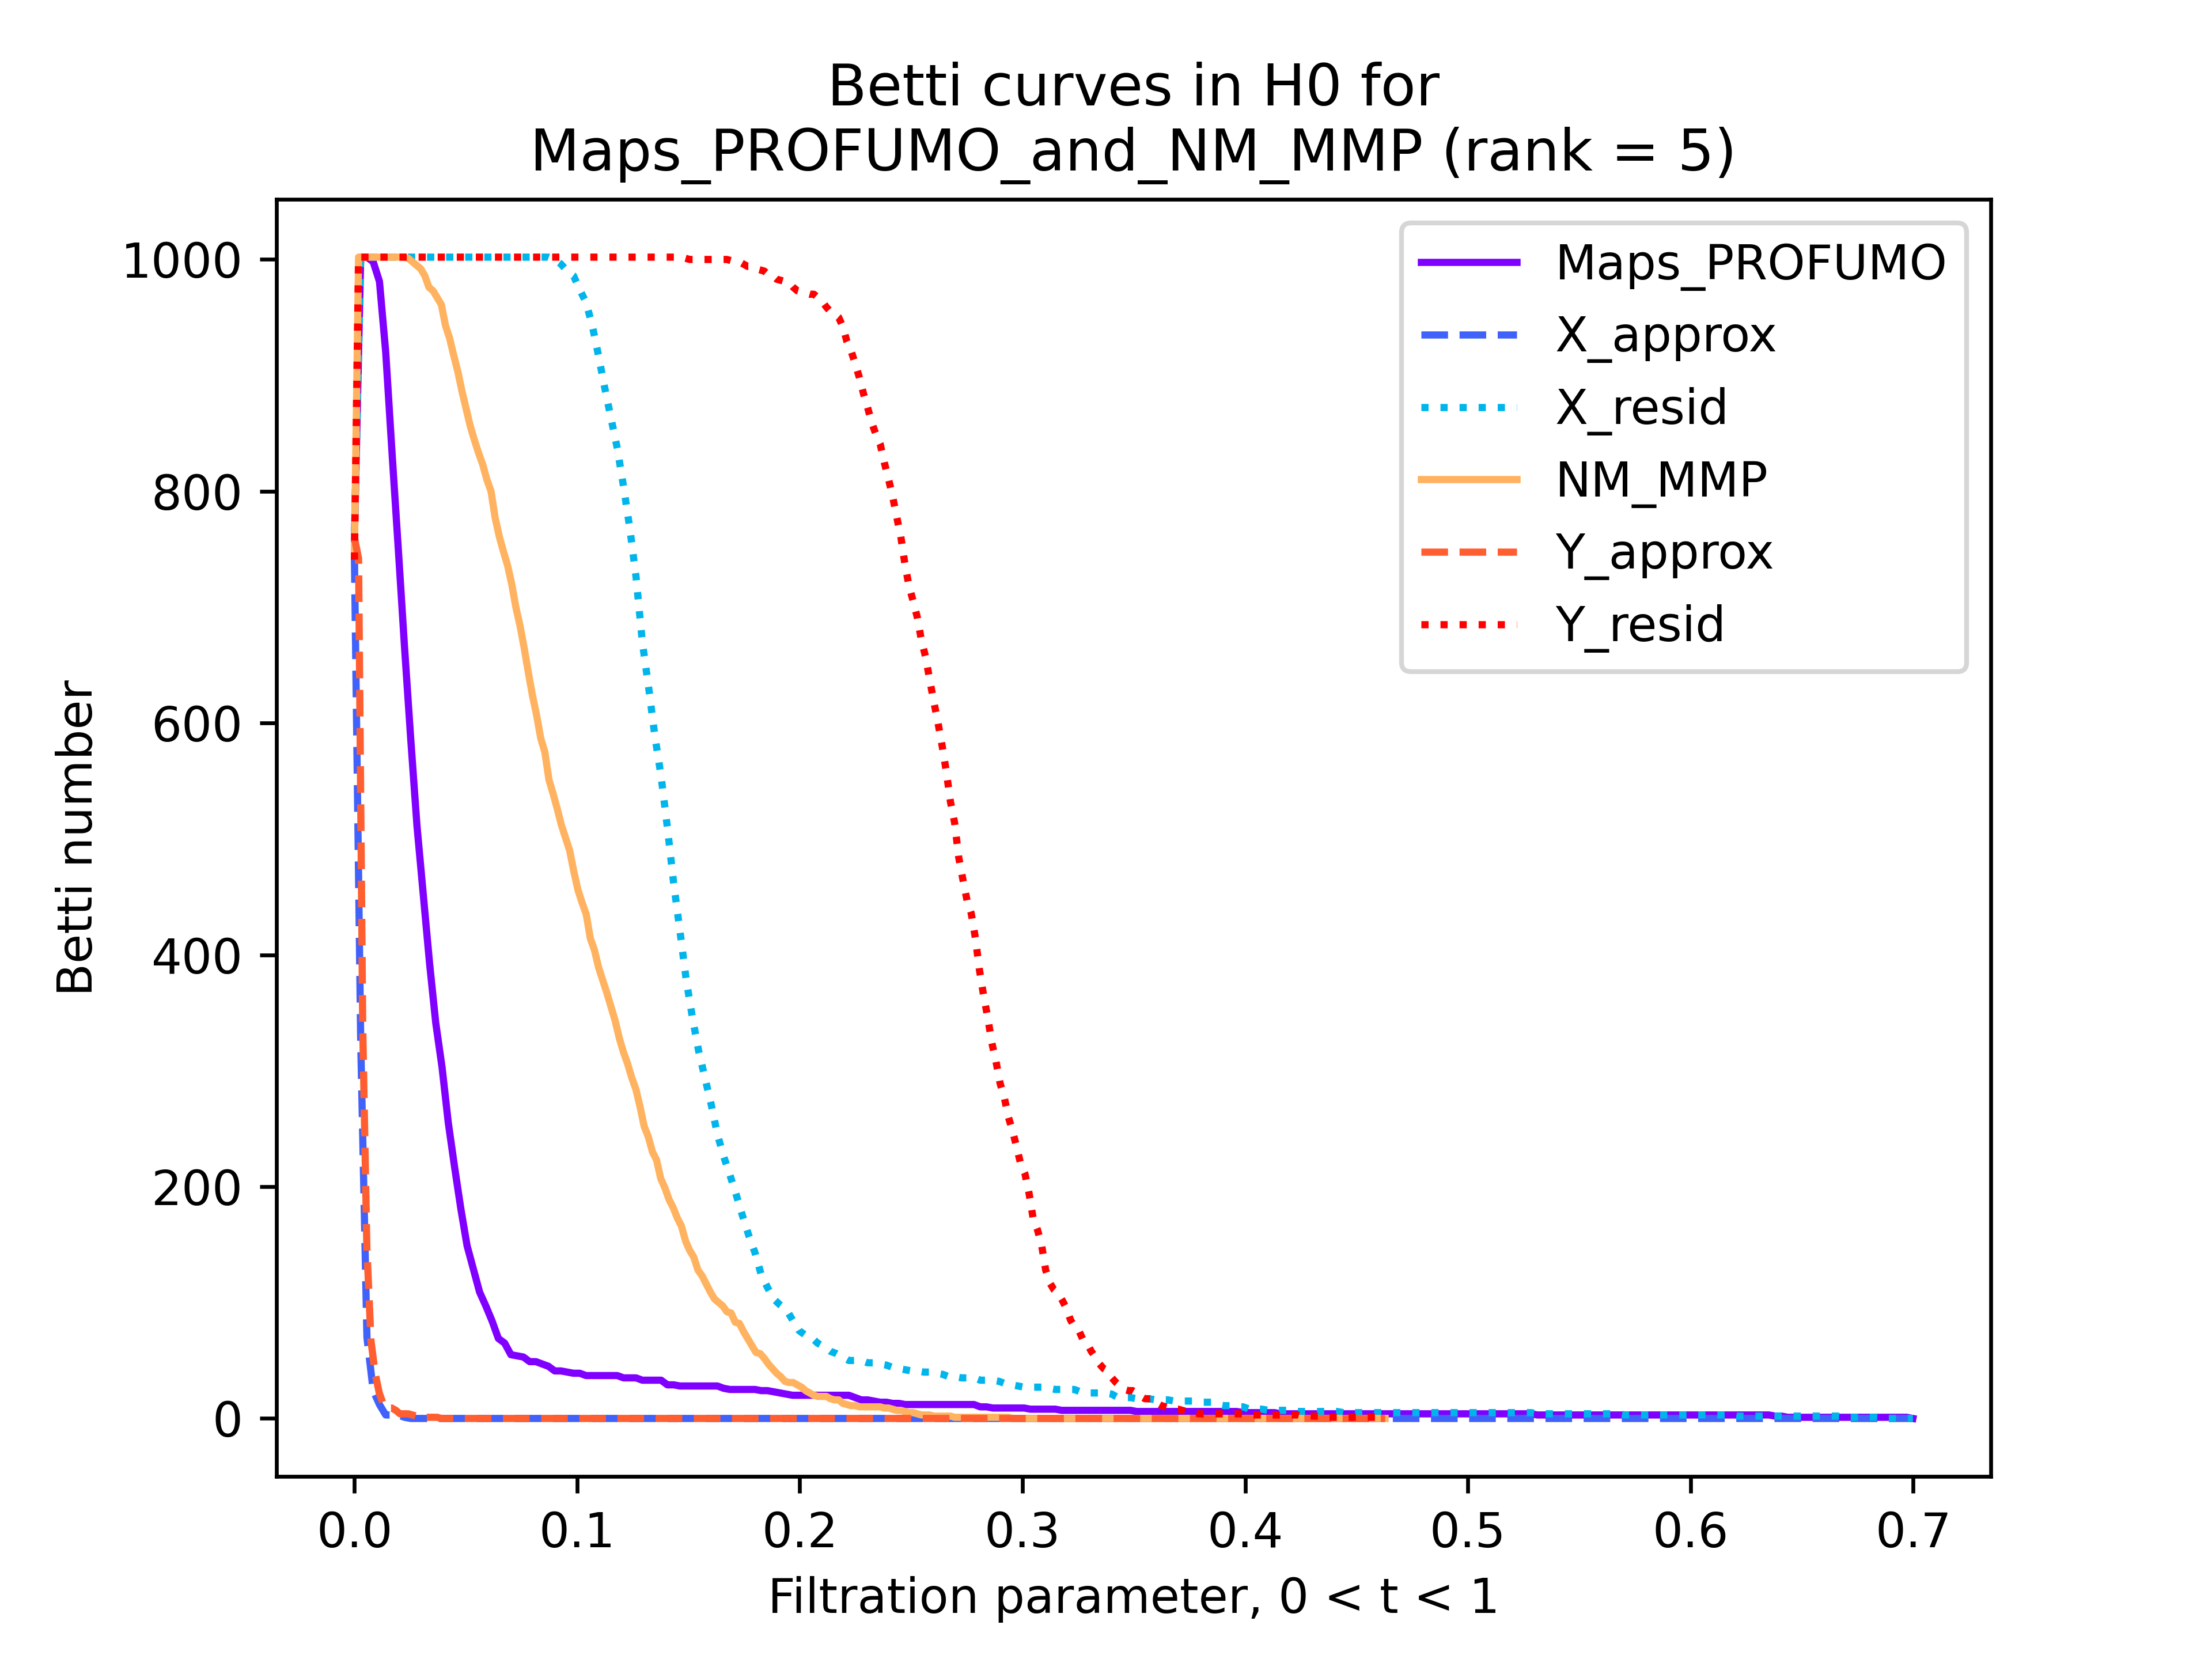 Betti curves in H0 for
Maps_PROFUMO_and_NM_MMP (rank = 5)
Maps_PROFUMO
X_approx
X_resid
NM_MMP
Y_approx
Y_resid
Betti number
1000
800
600
400
200
0
0.0 0.1 0.2 0.3 0.4 0.5 0.6 0.7
Filtration parameter, 0 < t < 1